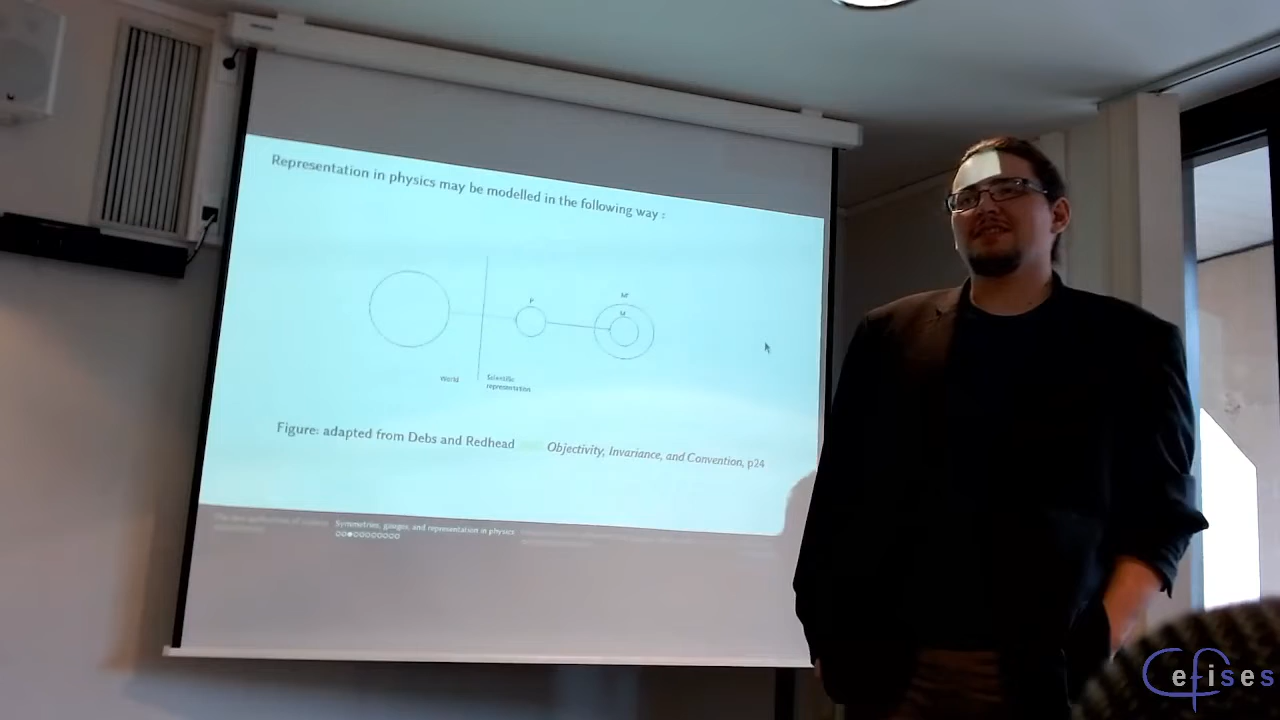 Representation in physics may be modelled in the following way :
P
M'
M
World
Scientific
representation
Figure: adapted from Debs and Redhead Objectivity, Invariance, and Convention, p24
Symmetries, gauges, and representation in physics
Cefises